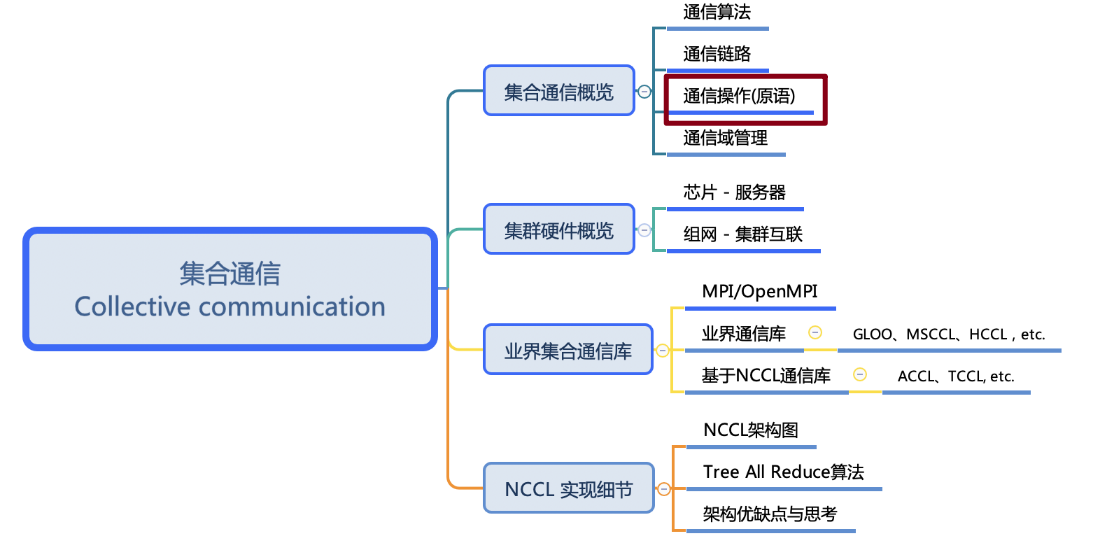 集合通信
Collective communication
集合通信概览
通信算法
通信链路
通信操作(原语)
通信域管理
集群硬件概览
芯片 - 服务器
组网 - 集群互联
业界集合通信库
MPI/OpenMPI
业界通信库
GLOO、MSCCL、HCCL , etc.
基于NCCL通信库
ACCL、TCCL, etc.
NCCL 实现细节
NCCL架构图
Tree All Reduce算法
架构优缺点与思考